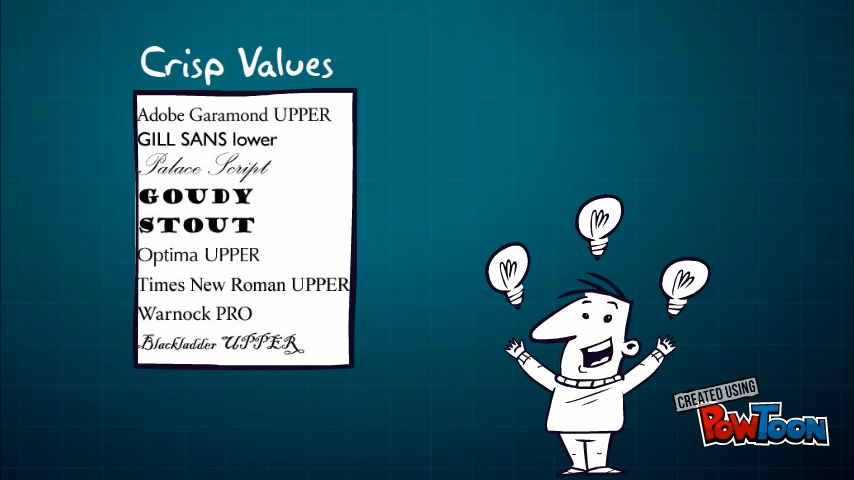 Crisp Values
Adobe Garamond UPPER
GILL SANS lower
Palace Script
GOUDY
STOUT
Optima UPPER
Times New Roman UPPER
Warnock PRO
Blackladder UPPER
CREATED USING
POWTOON